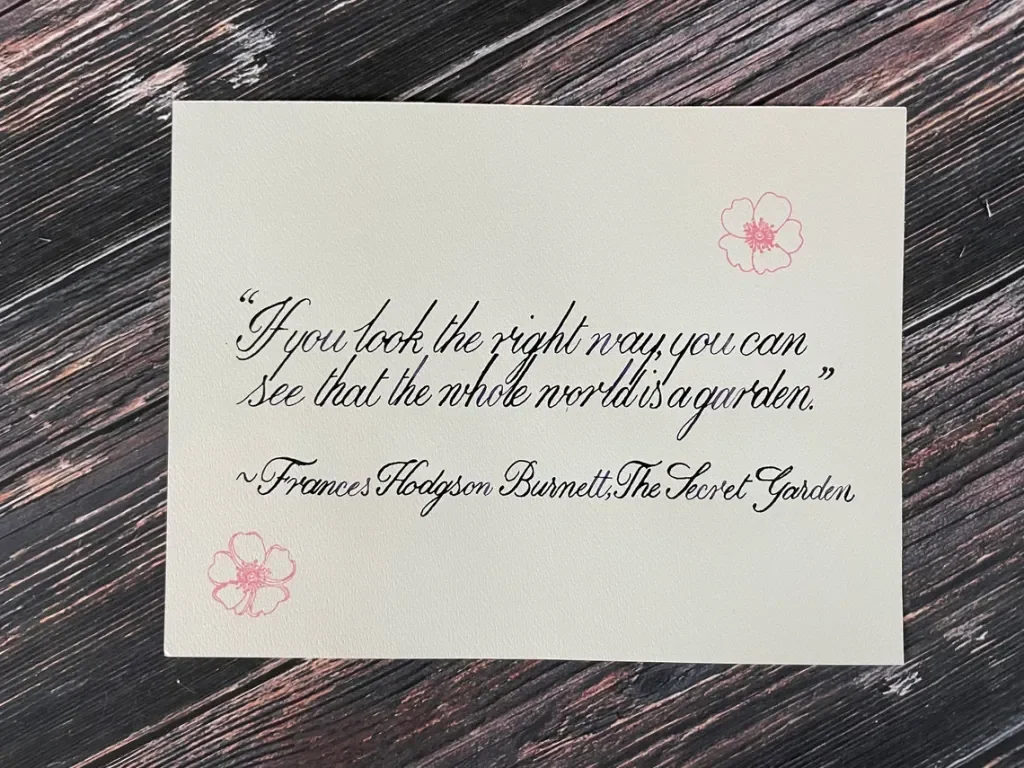 “If you look the right way, you can
see that the whole world is a garden.”
~Frances Hodgson Burnett, The Secret Garden